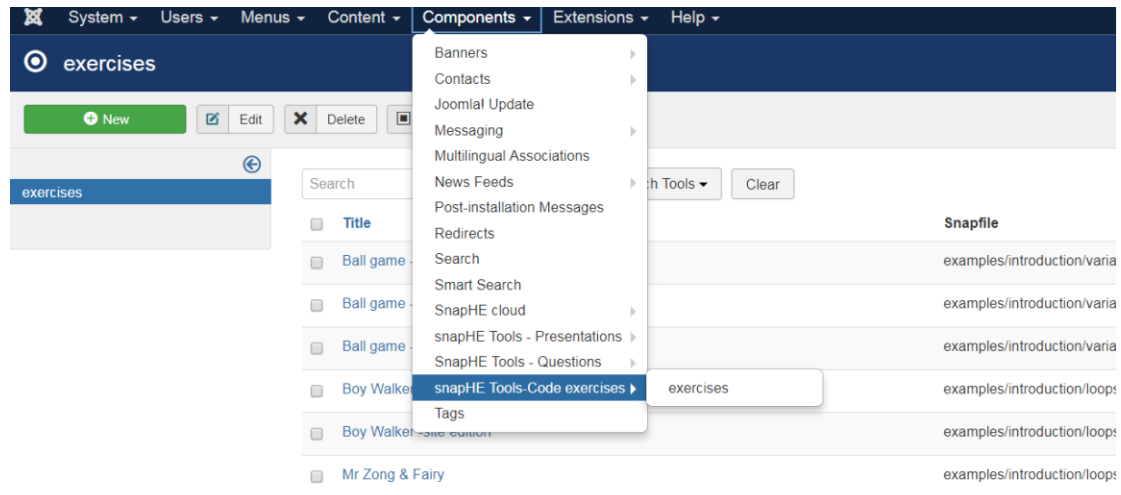 System Users Menus Content Components Extensions Help
exercises
New Edit Delete
exercises
Search Tools Clear
Title Snapfile
Ball game - examples/introduction/varia
Ball game - examples/introduction/varia
Ball game - examples/introduction/varia
Boy Walker examples/introduction/loops
Boy Walker -site edition examples/introduction/loops
Mr Zong & Fairy examples/introduction/loops
Banners
Contacts
Joomla! Update
Messaging
Multilingual Associations
News Feeds
Post-installation Messages
Redirects
Search
Smart Search
SnapHE cloud
snapHE Tools - Presentations
SnapHE Tools - Questions
snapHE Tools-Code exercises
exercises
Tags